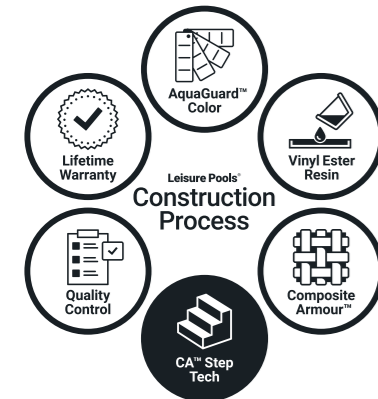 AquaGuard™
Color
Lifetime
Warranty
Vinyl Ester
Resin
Leisure Pools®
Construction
Process
Quality
Control
Composite
Armour™
CA™ Step
Tech